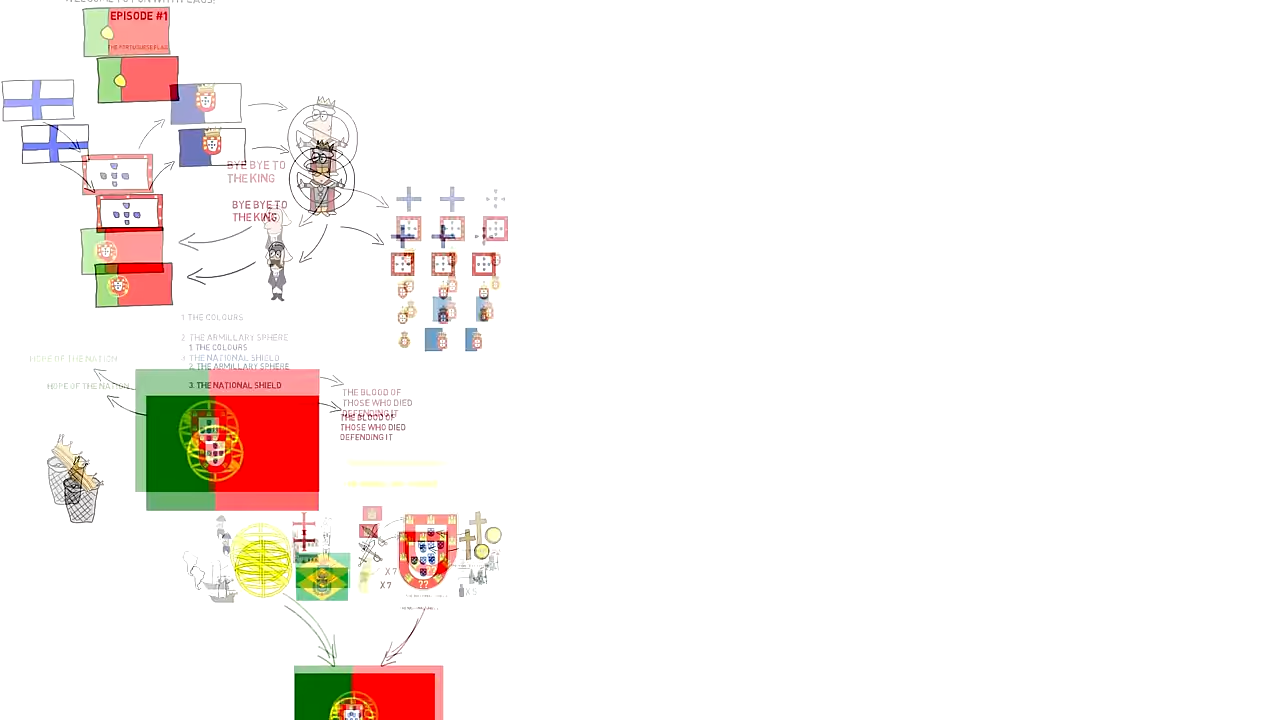 EPISODE #1
THE PORTUGUESE FLAG
BYE BYE TO
THE KING
BYE BYE TO
THE KING
1 THE COLOURS
2. THE ARMILLARY SPHERE
1. THE COLOURS
3. THE NATIONAL SHIELD
2. THE ARMILLARY SPHERE
3. THE NATIONAL SHIELD
HOPE OF THE NATION
HOPE OF THE NATION
THE BLOOD OF
THOSE WHO DIED
DEFENDING IT
THE BLOOD OF
THOSE WHO DIED
DEFENDING IT
X7
X7
??
X5